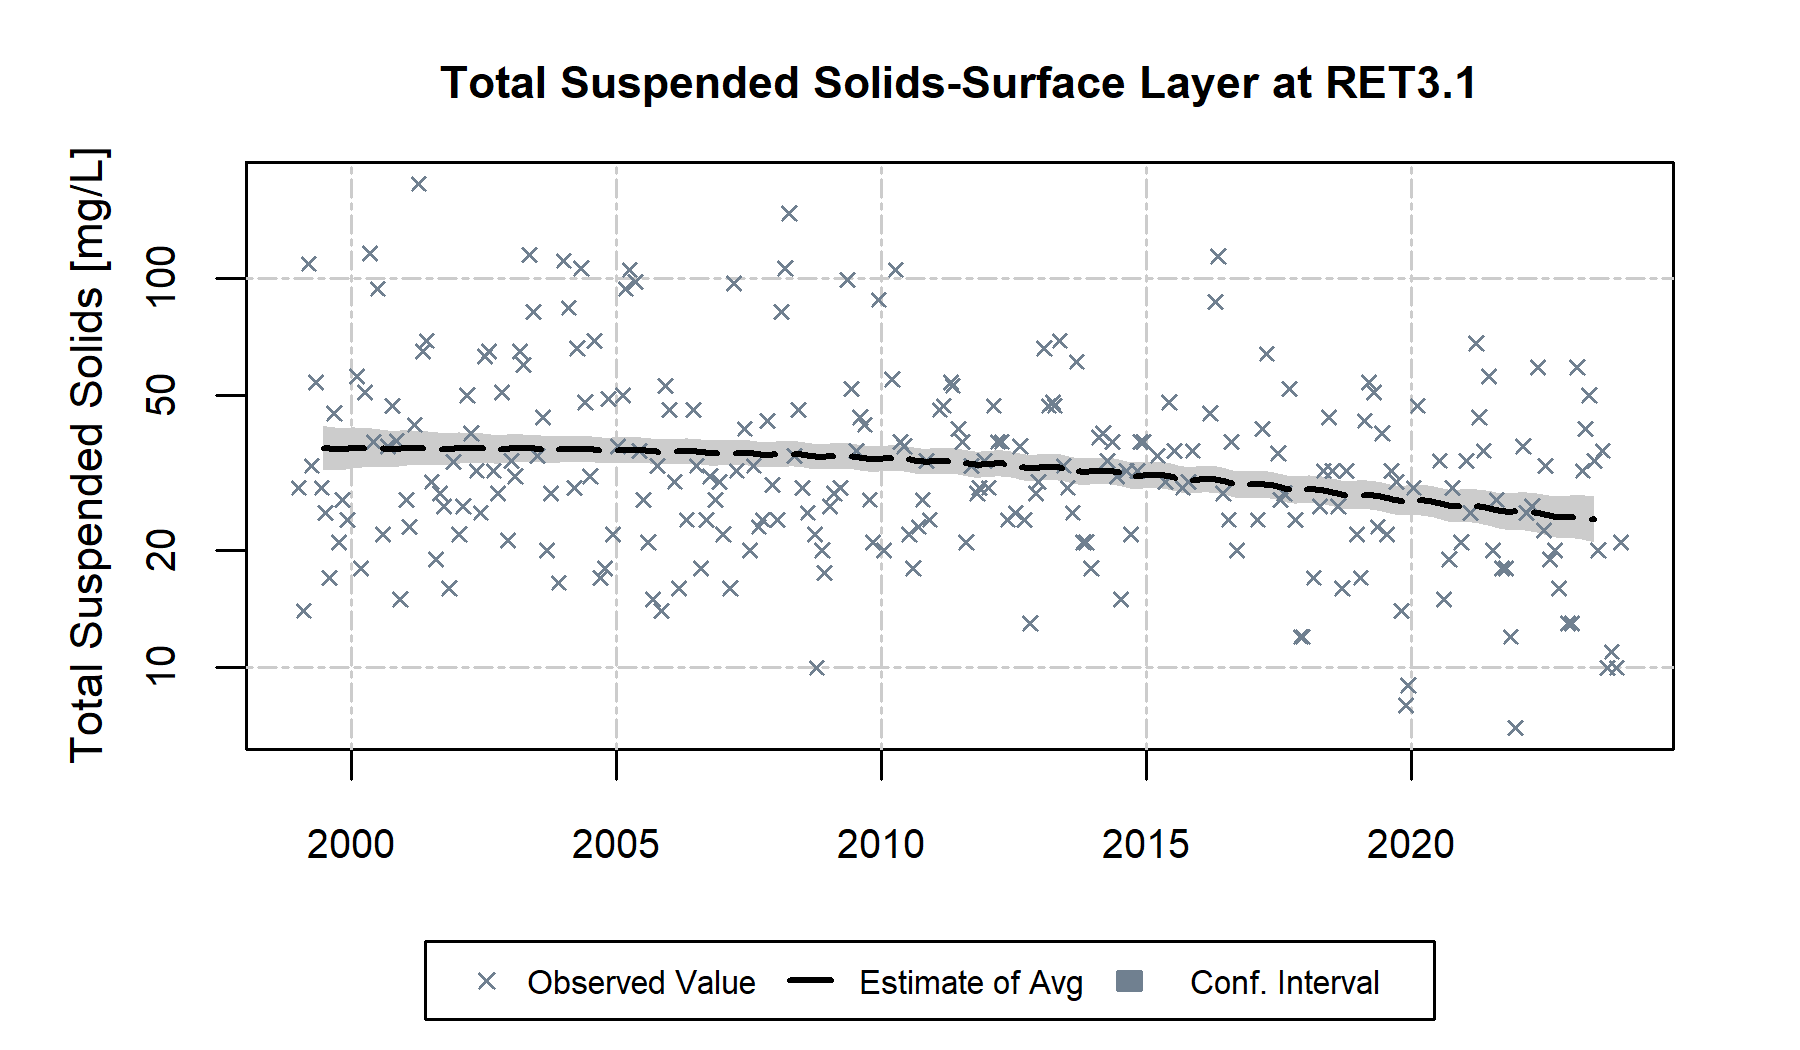 Total Suspended Solids-Surface Layer at RET3.1
Total Suspended Solids [mg/L]
100
50
20
10
2000 2005 2010 2015 2020
Observed Value Estimate of Avg Conf. Interval